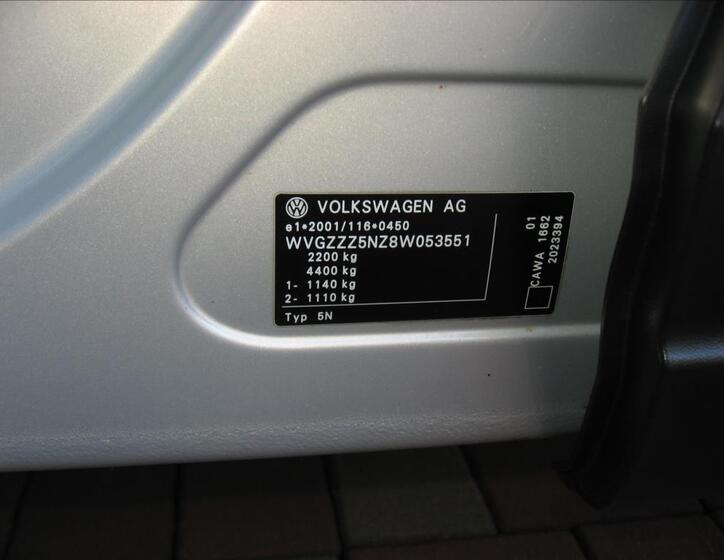 VOLKSWAGEN AG
e1*2001/116*0450
WVGZZZ5NZ8W053551
2200 kg
4400 kg
1- 1140 kg
2- 1110 kg
Typ 5N
01
CAWA 1662
2023394